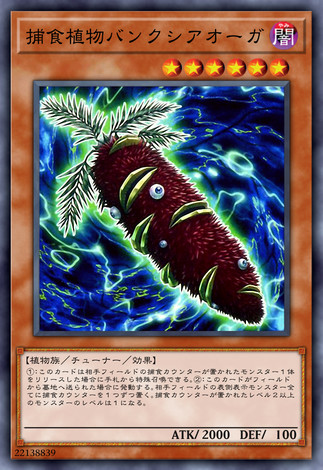 捕食植物バンクシアオーガ
やみ
闇
【植物族／チューナー／効果】
①：このカードは相手フィールドの捕食カウンターが置かれたモンスター１体
をリリースした場合に手札から特殊召喚できる。②：このカードがフィールド
から墓地へ送られた場合に発動する。相手フィールドの表側表示モンスター全
てに捕食カウンターを１つずつ置く。捕食カウンターが置かれたレベル２以上
のモンスターのレベルは１になる。
ATK/ 2000 DEF/ 100
22138839